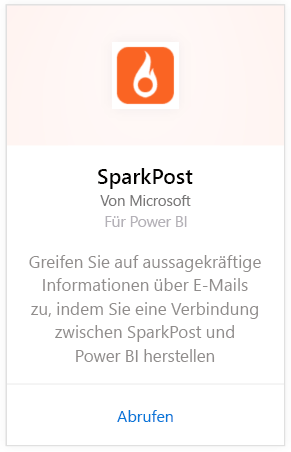 SparkPost
Von Microsoft
Für Power BI
Greifen Sie auf aussagekräftige
Informationen über E-Mails
zu, indem Sie eine Verbindung
zwischen SparkPost und
Power BI herstellen
Abrufen